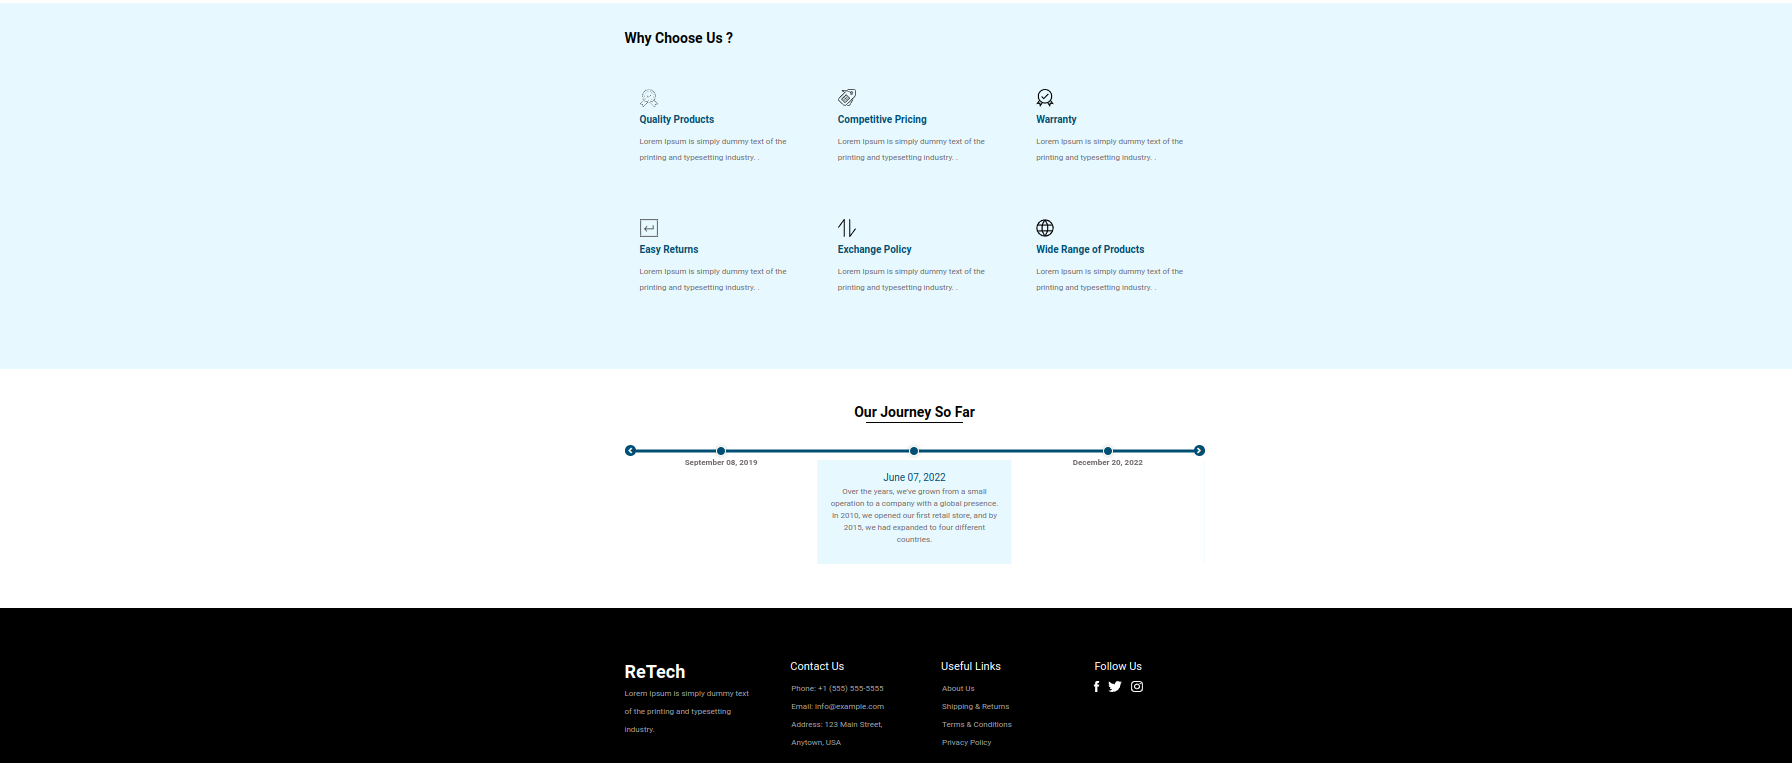 Why Choose Us ?
Quality Products
Lorem Ipsum is simply dummy text of the
printing and typesetting industry. .
Competitive Pricing
Lorem Ipsum is simply dummy text of the
printing and typesetting industry. .
Warranty
Lorem Ipsum is simply dummy text of the
printing and typesetting industry. .
Easy Returns
Lorem Ipsum is simply dummy text of the
printing and typesetting industry. .
Exchange Policy
Lorem Ipsum is simply dummy text of the
printing and typesetting industry. .
Wide Range of Products
Lorem Ipsum is simply dummy text of the
printing and typesetting industry. .
Our Journey So Far
September 08, 2019
June 07, 2022
Over the years, we've grown from a small
operation to a company with a global presence.
In 2010, we opened our first retail store, and by
2015, we had expanded to four different
countries.
December 20, 2022
ReTech
Lorem Ipsum is simply dummy text
of the printing and typesetting
industry.
Contact Us
Phone: +1 (555) 555-5555
Email: info@example.com
Address: 123 Main Street,
Anytown, USA
Useful Links
About Us
Shipping & Returns
Terms & Conditions
Privacy Policy
Follow Us